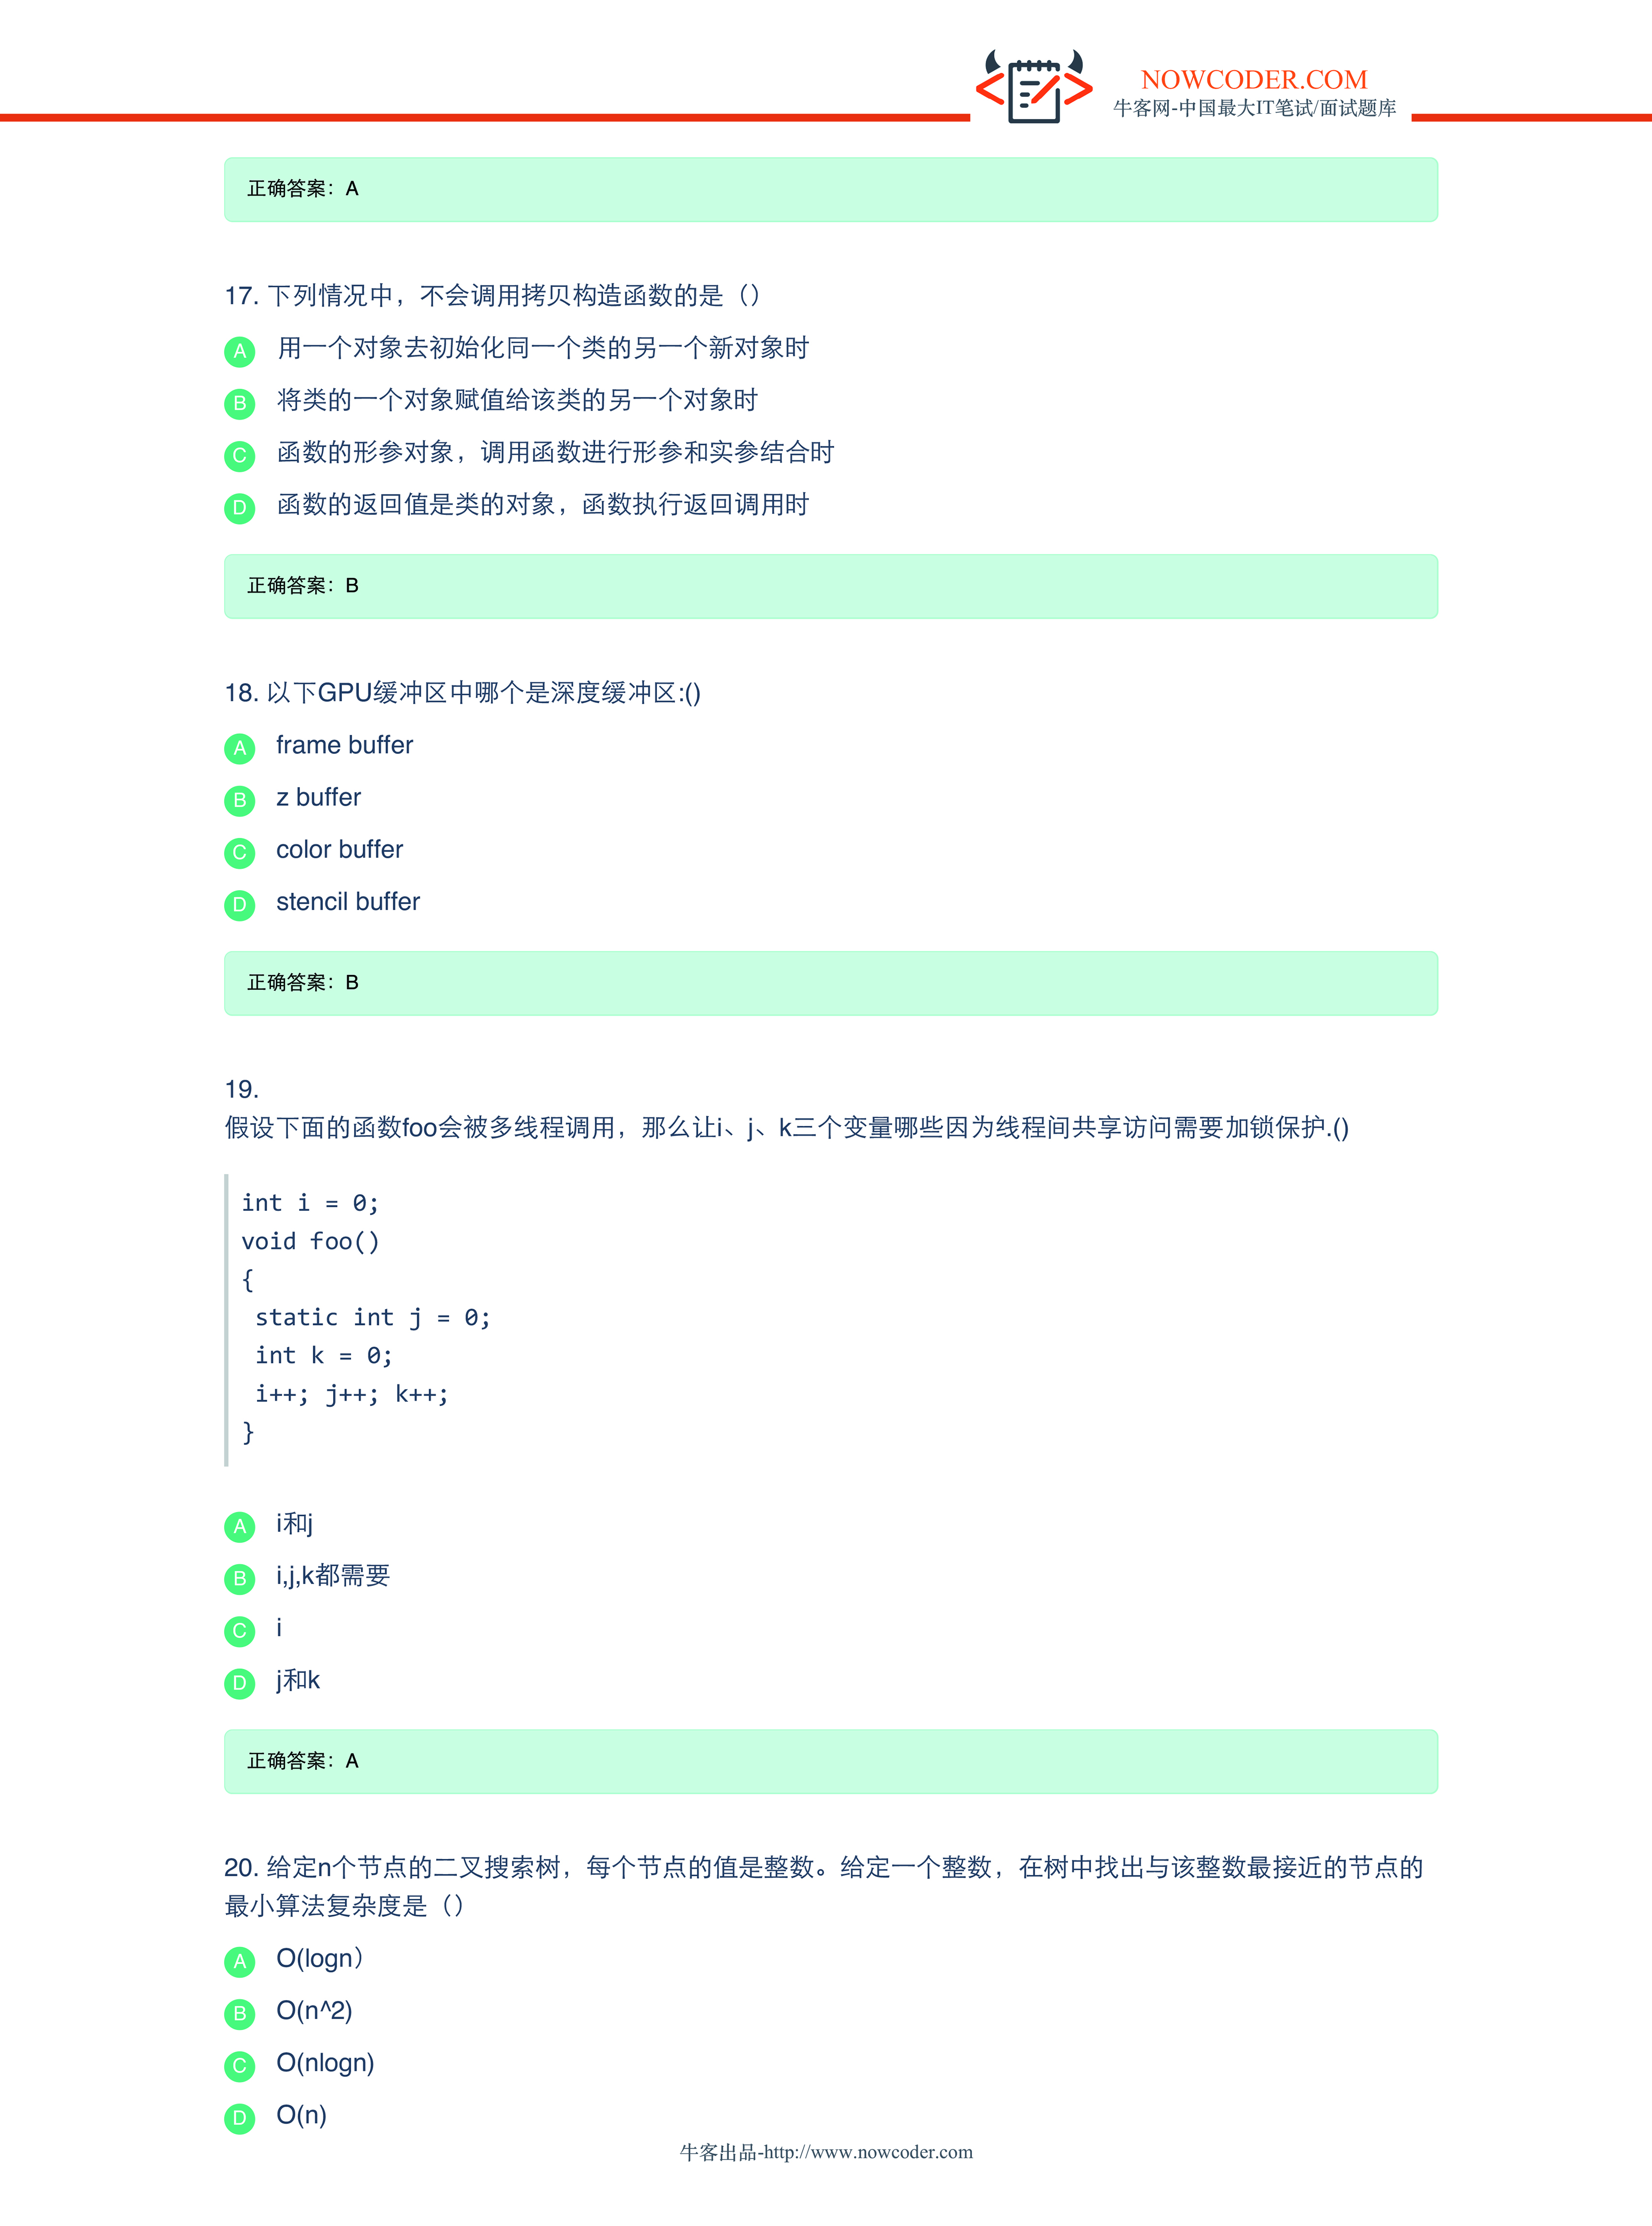 NOWCODER.COM
牛客网-中国最大IT笔试/面试题库
正确答案：A
17. 下列情况中，不会调用拷贝构造函数的是（）
A 用一个对象去初始化同一个类的另一个新对象时
B 将类的一个对象赋值给该类的另一个对象时
C 函数的形参对象，调用函数进行形参和实参结合时
D 函数的返回值是类的对象，函数执行返回调用时
正确答案：B
18. 以下GPU缓冲区中哪个是深度缓冲区:()
A frame buffer
B z buffer
C color buffer
D stencil buffer
正确答案：B
19.
假设下面的函数foo会被多线程调用，那么让i、j、k三个变量哪些因为线程间共享访问需要加锁保护.()
int i = 0;
void foo()
{
 static int j = 0;
 int k = 0;
 i++; j++; k++;
}
A i和j
B i,j,k都需要
C i
D j和k
正确答案：A
20. 给定n个节点的二叉搜索树，每个节点的值是整数。给定一个整数，在树中找出与该整数最接近的节点的
最小算法复杂度是（）
A O(logn）
B O(n^2)
C O(nlogn)
D O(n)
牛客出品-http://www.nowcoder.com